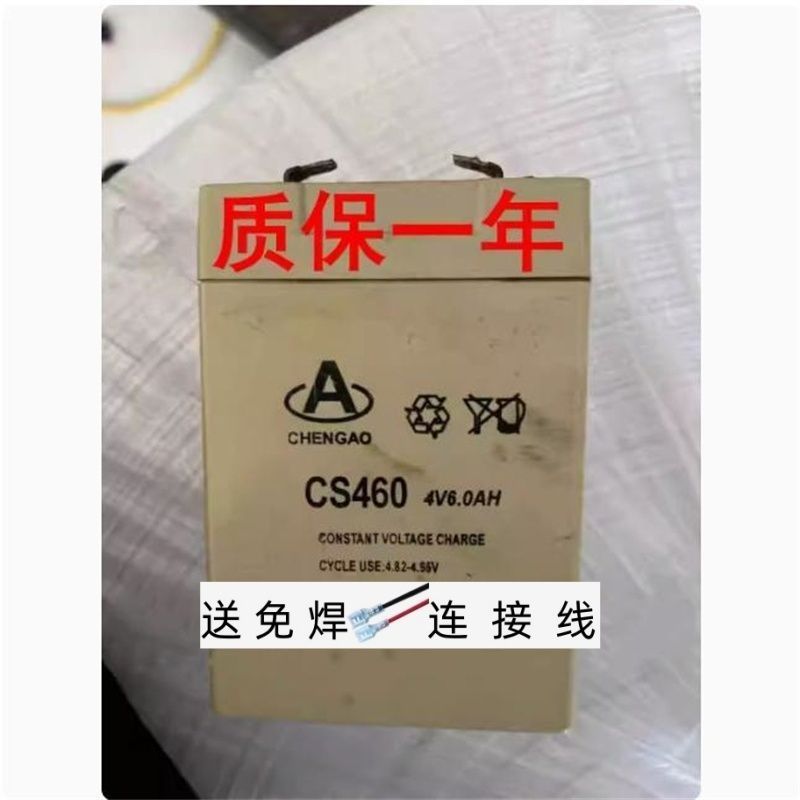 质保一年
A
CHENGAO
CS460 4V6.0AH
CONSTANT VOLTAGE CHARGE
CYCLE USE:4.82-4.95V
送免焊连接线